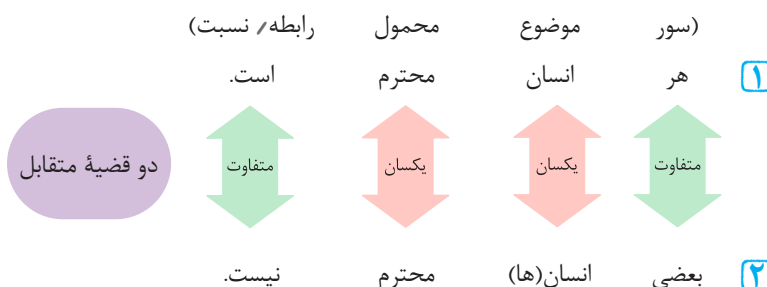 (سور موضوع محمول رابطه/ نسبت)
۱ هر انسان محترم است.
متفاوت یکسان یکسان متفاوت
دو قضیهٔ متقابل
۲ بعضی انسان(ها) محترم نیست.